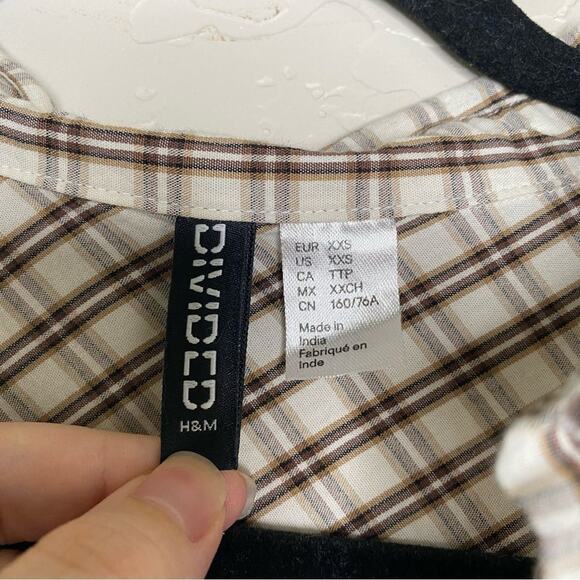 DIVIDED
H&M
EUR XXS
US XXS
CA TTP
MX XXCH
CN 160/76A
Made in
India
Fabriqué en
Inde